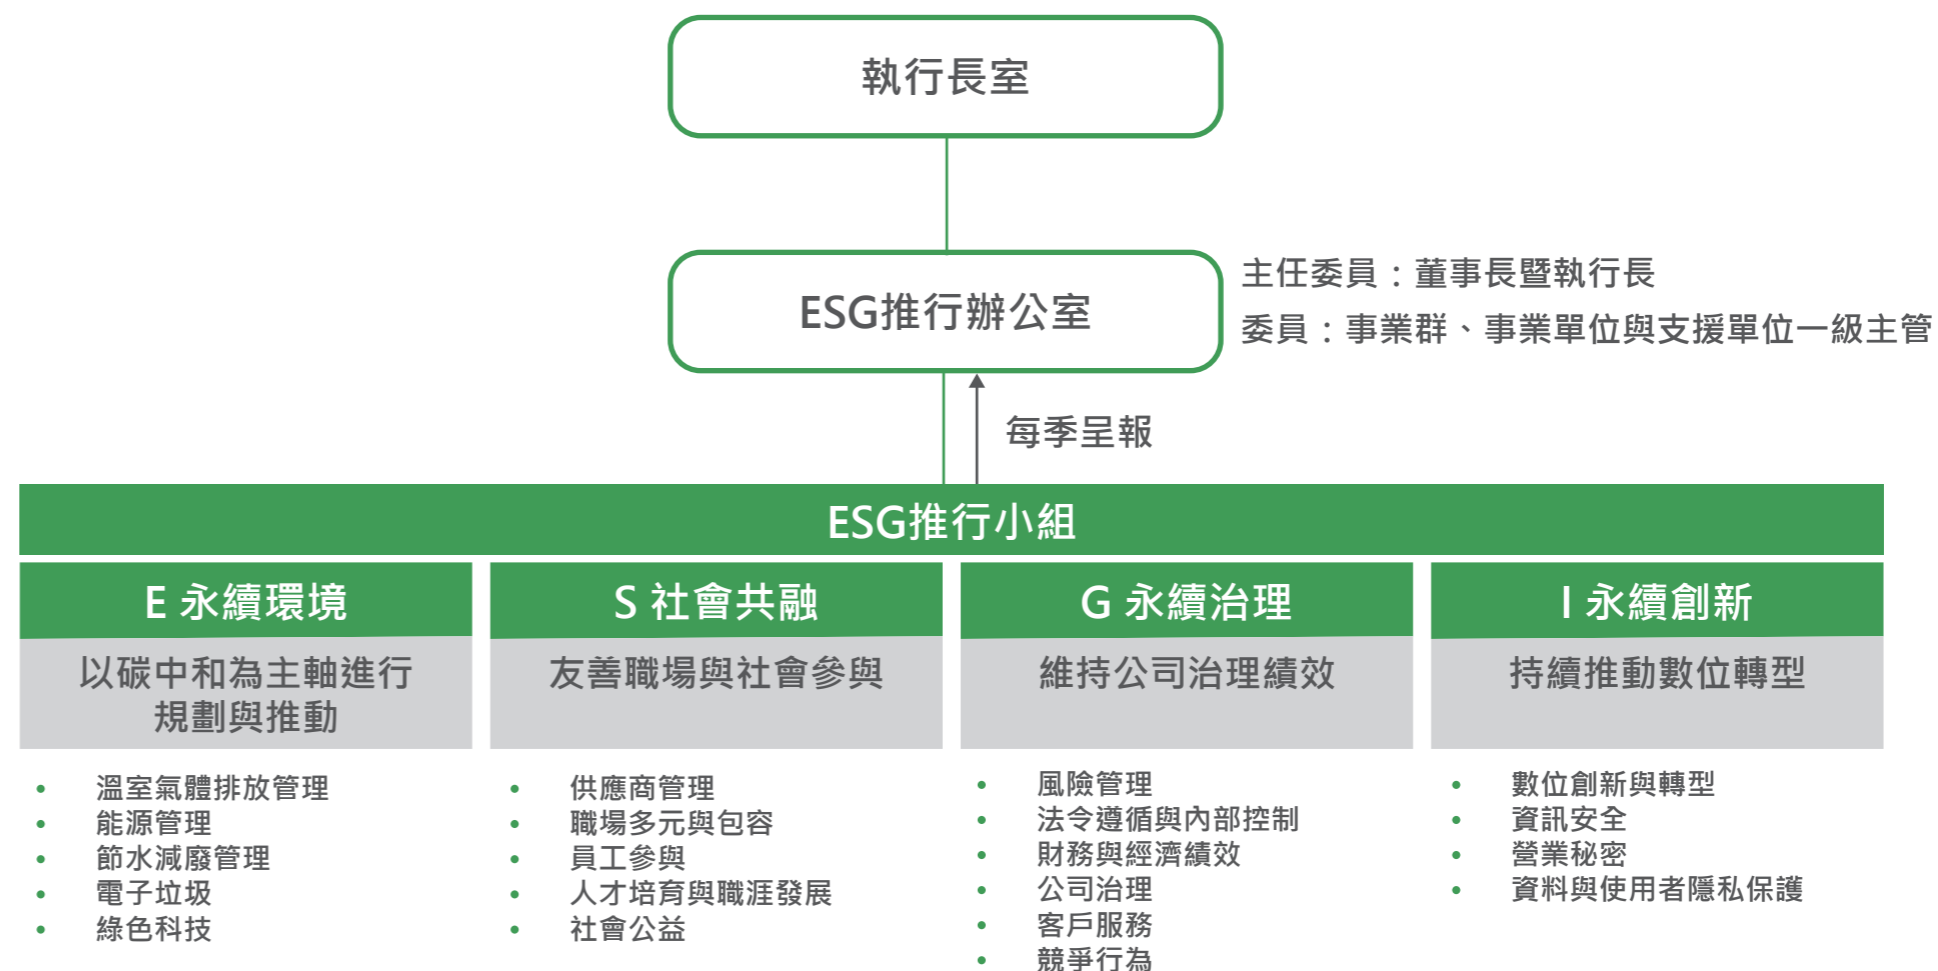 執行長室
ESG推行辦公室
主任委員：董事長暨執行長
委員：事業群、事業單位與支援單位一級主管
每季呈報
ESG推行小組
E 永續環境
以碳中和為主軸進行
規劃與推動
• 溫室氣體排放管理
• 能源管理
• 節水減廢管理
• 電子垃圾
• 綠色科技
S 社會共融
友善職場與社會參與
• 供應商管理
• 職場多元與包容
• 員工參與
• 人才培育與職涯發展
• 社會公益
G 永續治理
維持公司治理績效
• 風險管理
• 法令遵循與內部控制
• 財務與經濟績效
• 公司治理
• 客戶服務
• 競爭行為
I 永續創新
持續推動數位轉型
• 數位創新與轉型
• 資訊安全
• 營業秘密
• 資料與使用者隱私保護